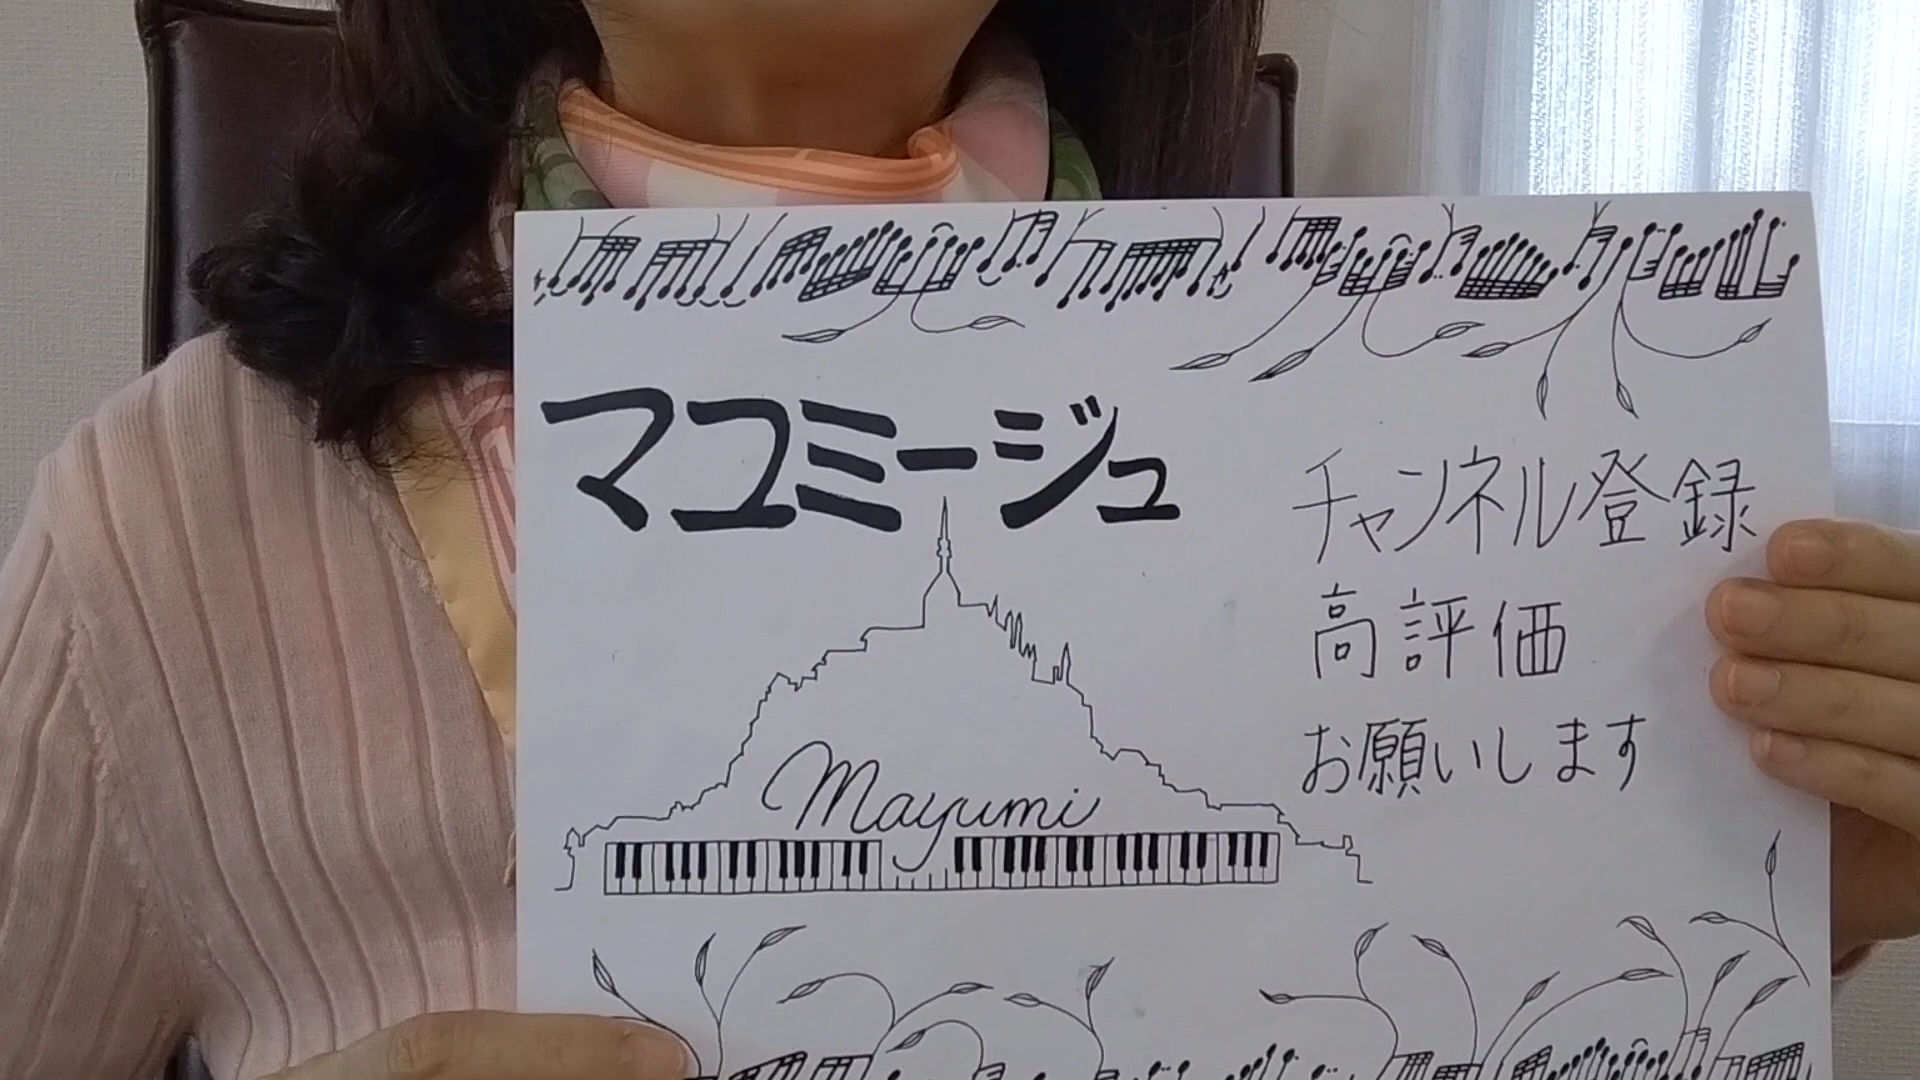 マユミージュ
チャンネル登録
高評価
お願いします
Mayumi